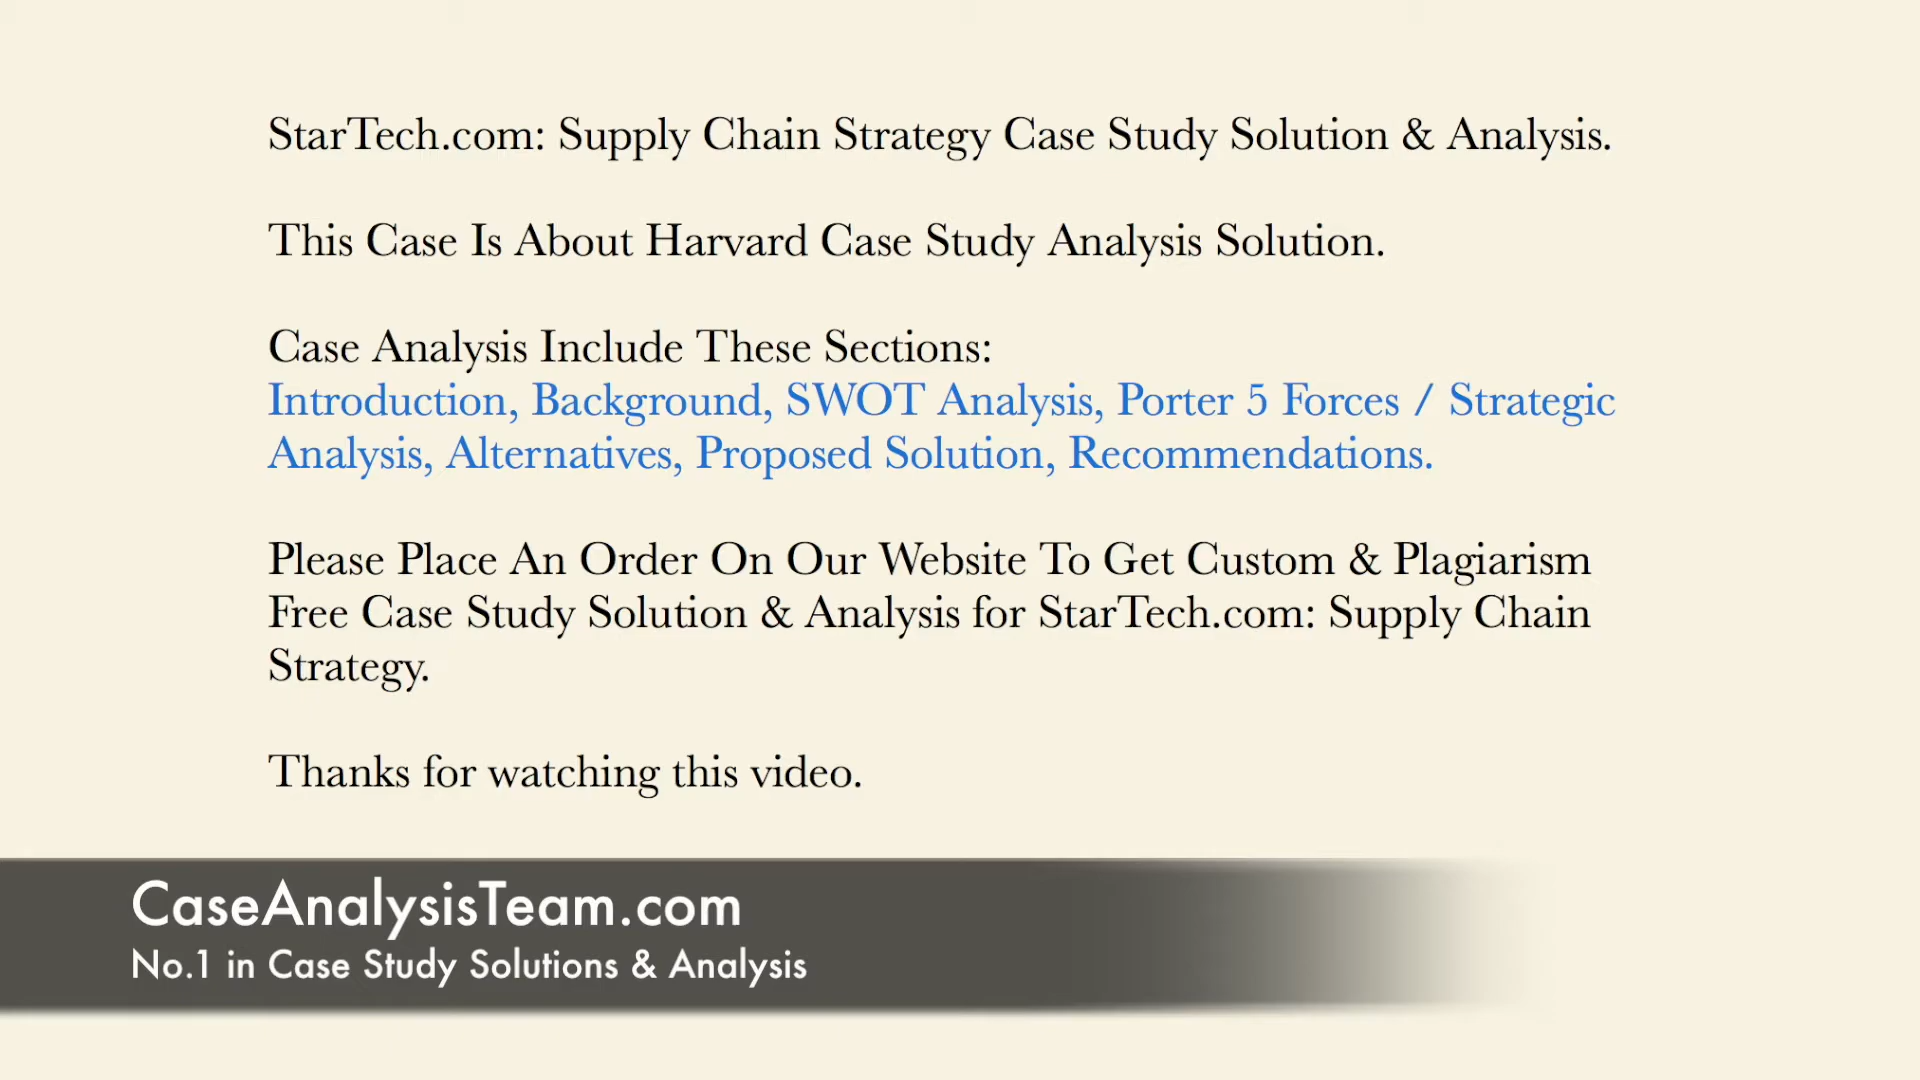 StarTech.com: Supply Chain Strategy Case Study Solution & Analysis.
This Case Is About Harvard Case Study Analysis Solution.
Case Analysis Include These Sections:
Introduction, Background, SWOT Analysis, Porter 5 Forces / Strategic
Analysis, Alternatives, Proposed Solution, Recommendations.
Please Place An Order On Our Website To Get Custom & Plagiarism
Free Case Study Solution & Analysis for StarTech.com: Supply Chain
Strategy.
Thanks for watching this video.
CaseAnalysisTeam.com
No.1 in Case Study Solutions & Analysis